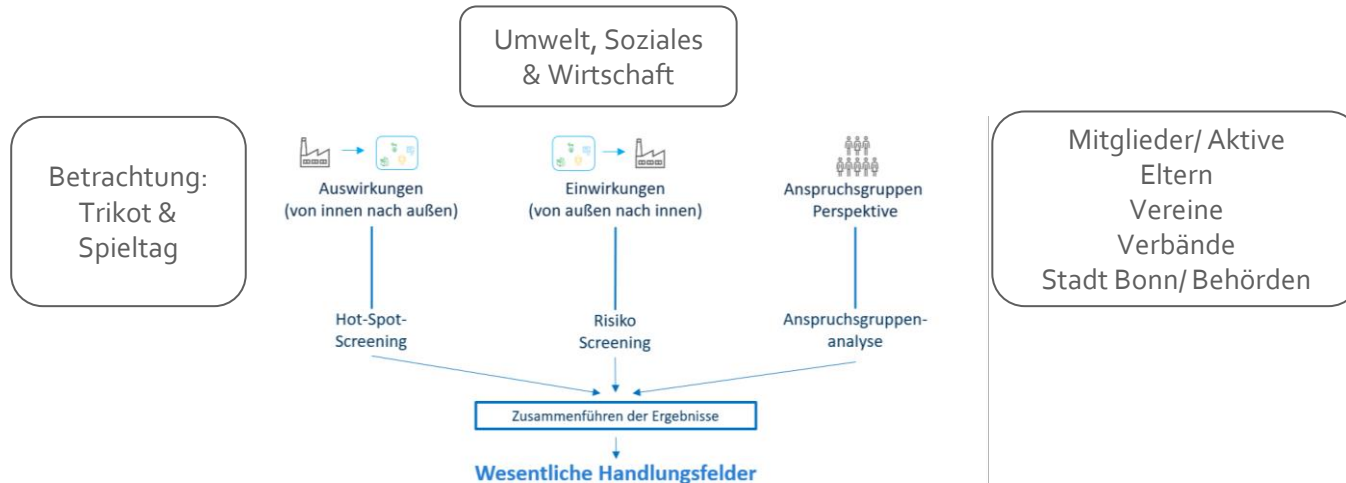 Umwelt, Soziales
& Wirtschaft
Betrachtung:
Trikot &
Spieltag
Auswirkungen
(von innen nach außen)
Einwirkungen
(von außen nach innen)
Anspruchsgruppen
Perspektive
Mitglieder/ Aktive
Eltern
Vereine
Verbände
Stadt Bonn/ Behörden
Hot-Spot-
Screening
Risiko
Screening
Anspruchsgruppen-
analyse
Zusammenführen der Ergebnisse
Wesentliche Handlungsfelder